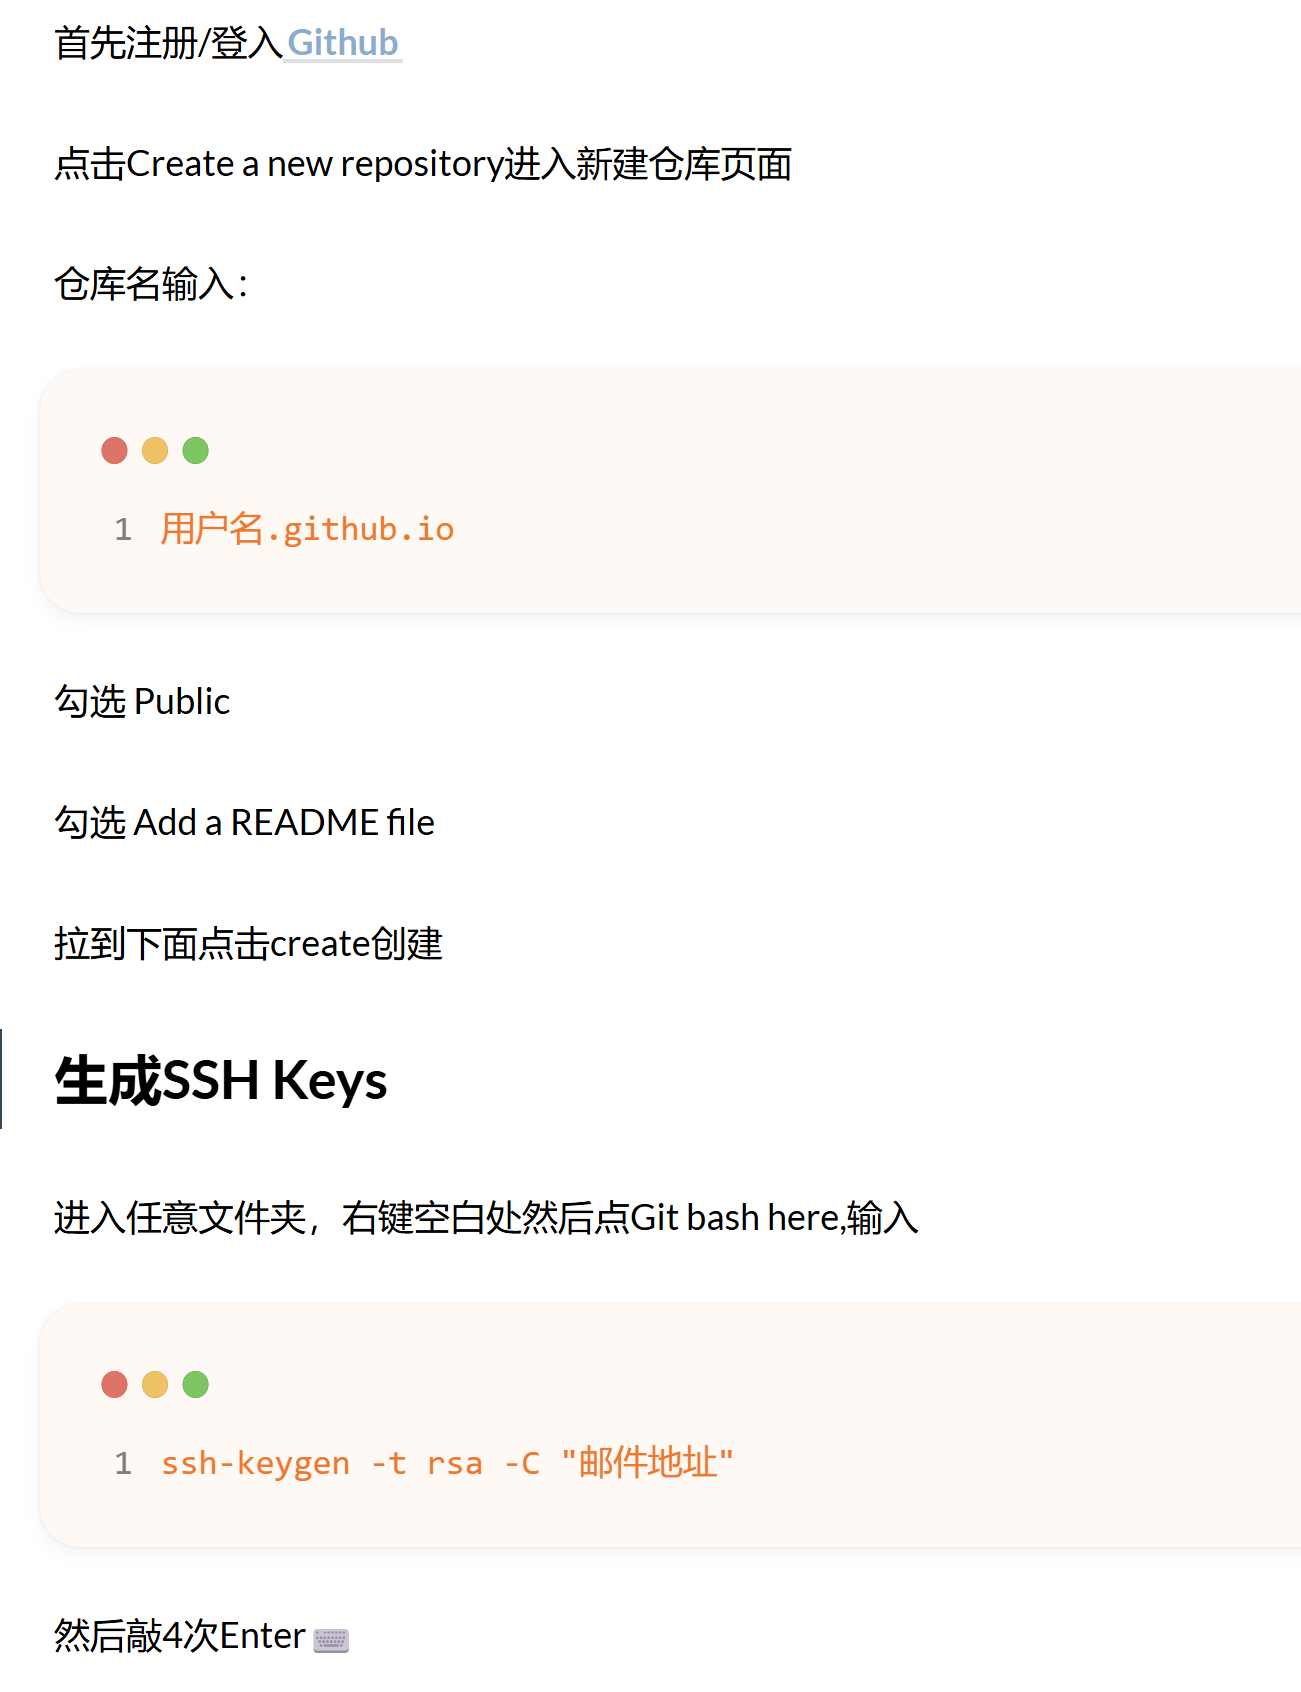 首先注册/登入Github
点击Create a new repository进入新建仓库页面
仓库名输入：
1 用户名.github.io
勾选 Public
勾选 Add a README file
拉到下面点击create创建
生成SSH Keys
进入任意文件夹，右键空白处然后点Git bash here,输入
1 ssh-keygen -t rsa -C "邮件地址"
然后敲4次Enter ⌨️